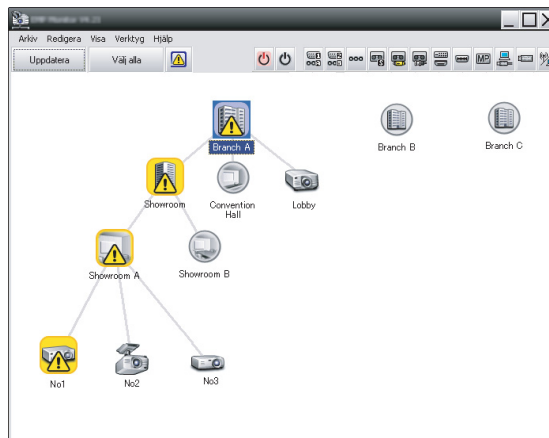 Arkiv Redigera Visa Verktyg Hjälp
Uppdatera Välj alla MP
Branch A Branch B Branch C
Showroom Convention Hall Lobby
Showroom A Showroom B
No1 No2 No3